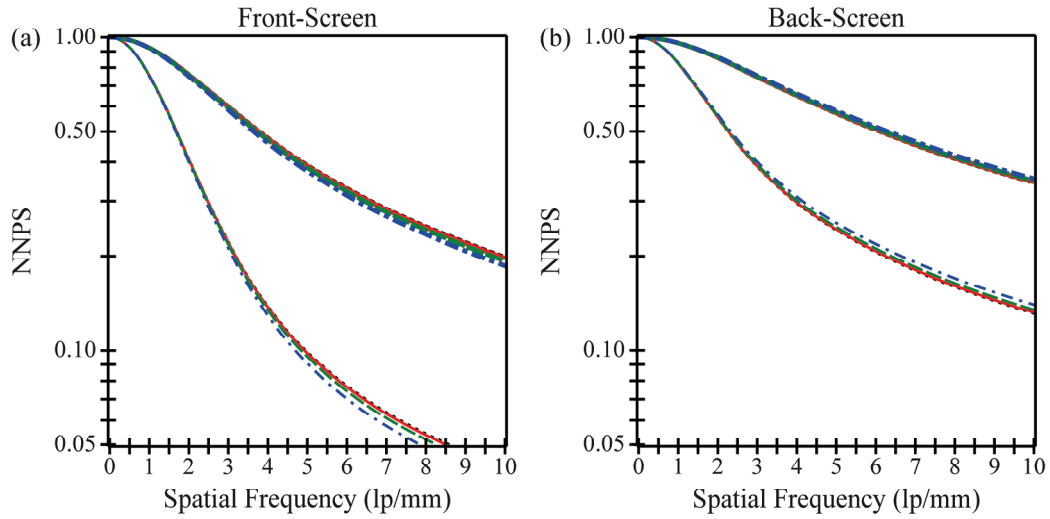 Front-Screen
(a)
1.00
0.50
0.10
0.05
NNPS
0 1 2 3 4 5 6 7 8 9 10
Spatial Frequency (lp/mm)
Back-Screen
(b)
1.00
0.50
0.10
0.05
NNPS
0 1 2 3 4 5 6 7 8 9 10
Spatial Frequency (lp/mm)